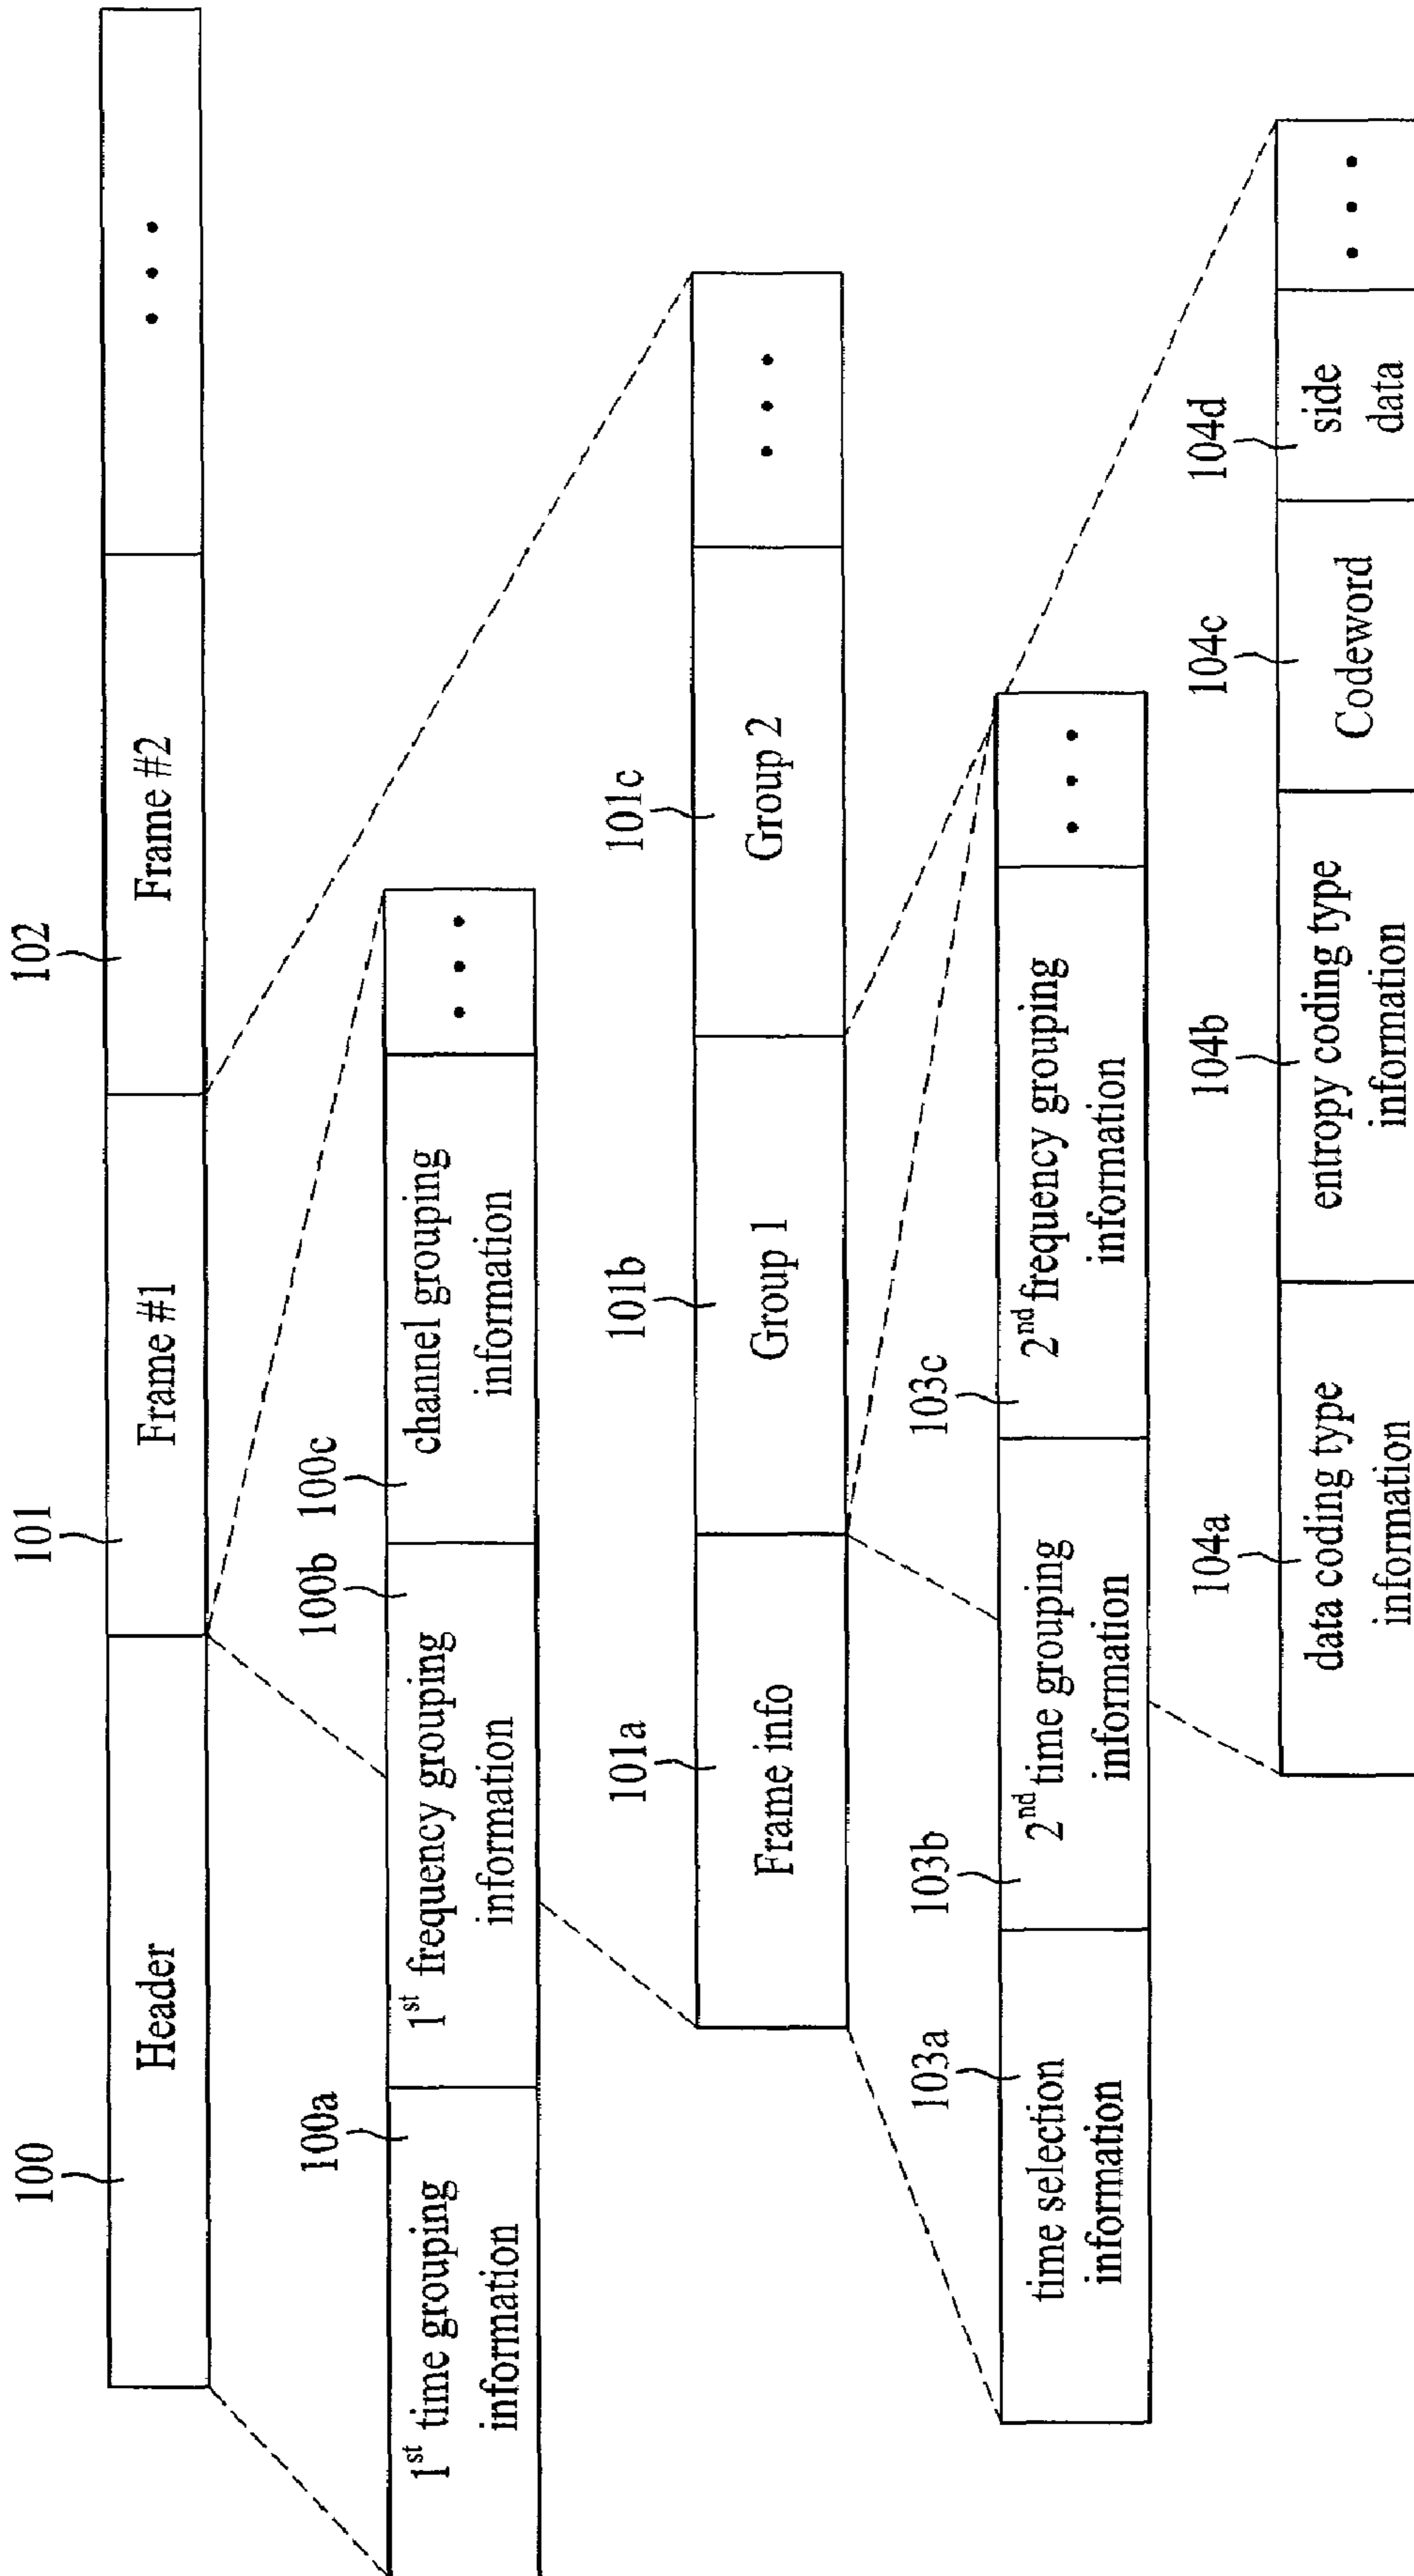 100
101
102
Header
Frame #1
Frame #2
• • •
100a
100b
100c
1st time grouping
information
1st frequency grouping
information
channel grouping
information
• • •
101a
101b
101c
Frame info
Group 1
Group 2
• • •
103a
103b
103c
time selection
information
2nd time grouping
information
2nd frequency grouping
information
• • •
104a
104b
104c
104d
data coding type
information
entropy coding type
information
Codeword
side
data
• • •